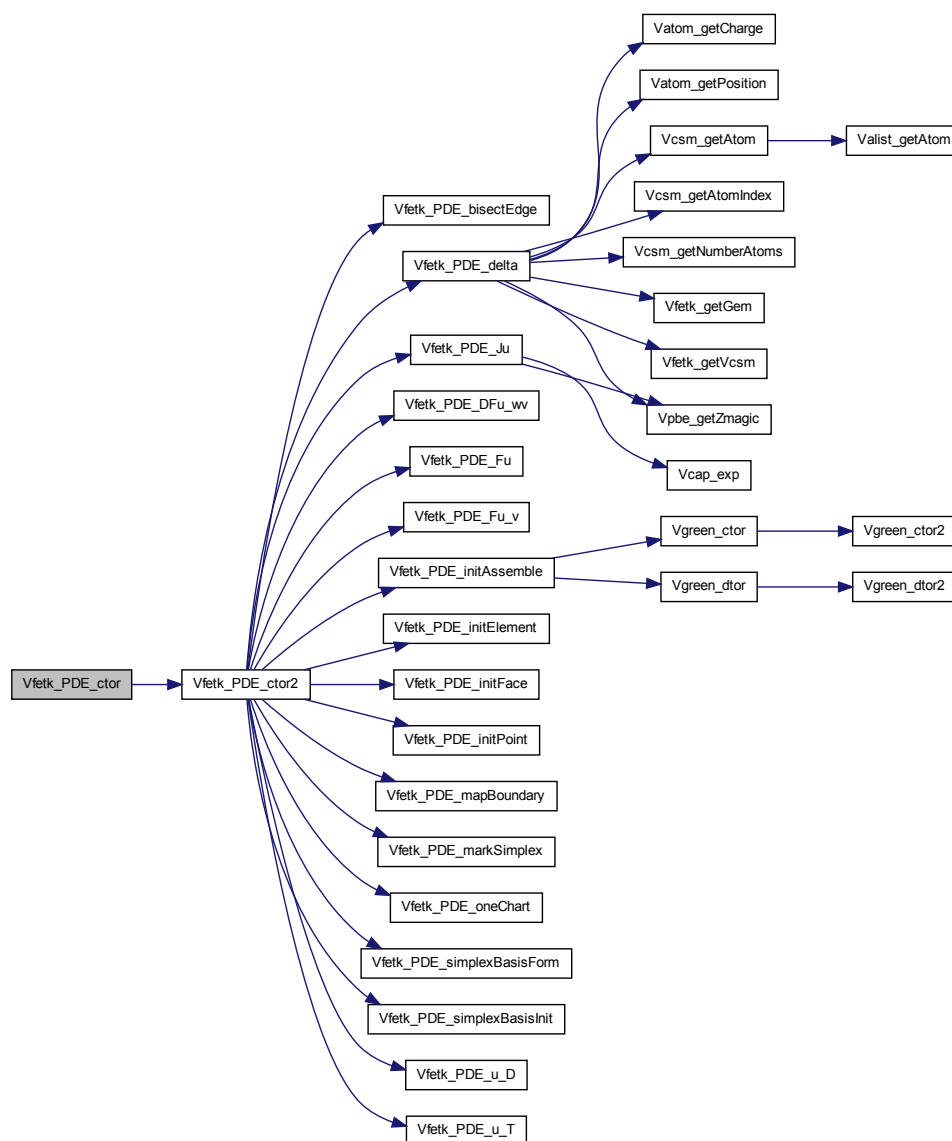 Vatom_getCharge
Vatom_getPosition
Vcsm_getAtom
Valist_getAtom
Vcsm_getAtomIndex
Vfetk_PDE_bisectEdge
Vcsm_getNumberAtoms
Vfetk_PDE_delta
Vfetk_getGem
Vfetk_PDE_Ju
Vfetk_getVcsm
Vfetk_PDE_DFu_wv
Vpbe_getZmagic
Vfetk_PDE_Fu
Vcap_exp
Vfetk_PDE_Fu_v
Vgreen_ctor
Vgreen_ctor2
Vfetk_PDE_initAssemble
Vgreen_dtor
Vgreen_dtor2
Vfetk_PDE_initElement
Vfetk_PDE_ctor
Vfetk_PDE_ctor2
Vfetk_PDE_initFace
Vfetk_PDE_initPoint
Vfetk_PDE_mapBoundary
Vfetk_PDE_markSimplex
Vfetk_PDE_oneChart
Vfetk_PDE_simplexBasisForm
Vfetk_PDE_simplexBasisInit
Vfetk_PDE_u_D
Vfetk_PDE_u_T